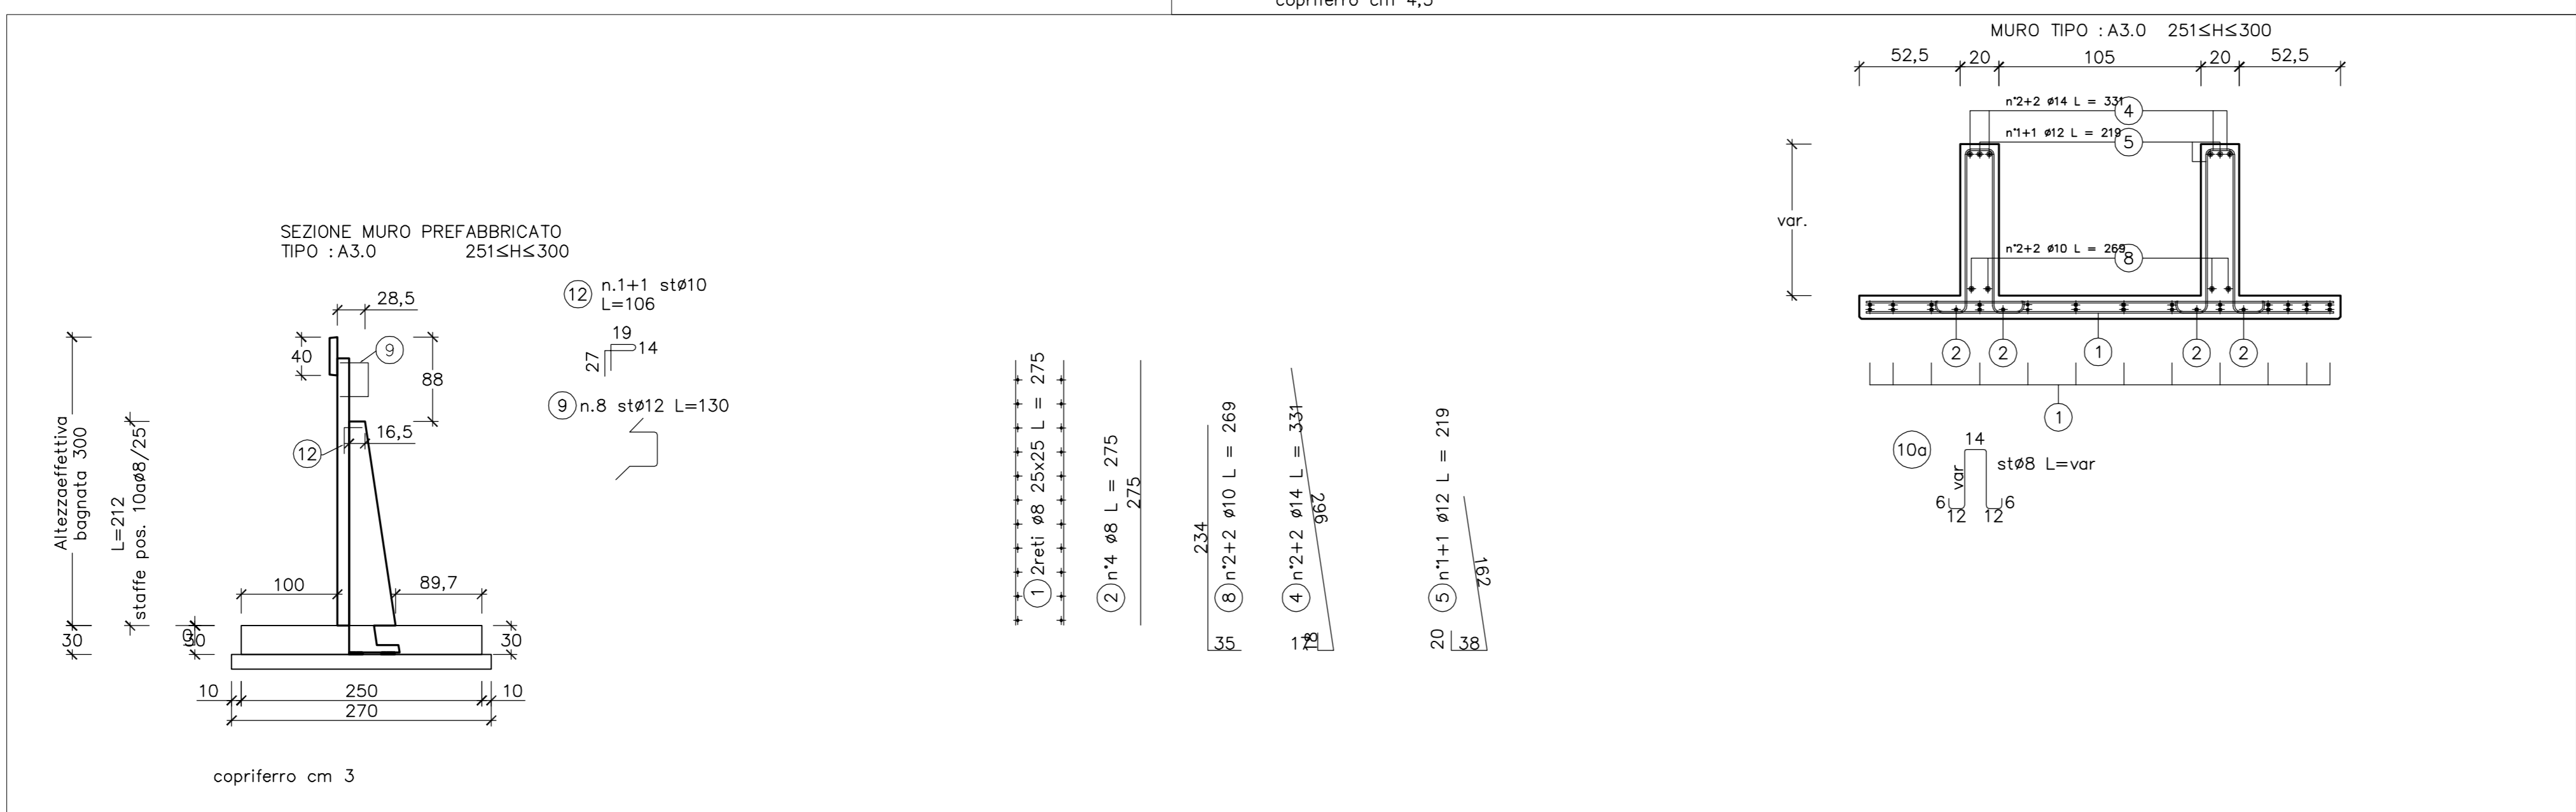 copriferro cm 4,5
SEZIONE MURO PREFABBRICATO
TIPO : A3.0 251≤H≤300
28,5
40
9
88
16,5
12
Altezzaeffetiva
bagnata 300
L=212
staffe pos. 10aø8/25
100
89,7
30
0
30
30
10
250
10
270
copriferro cm 3
12 n.1+1 stø10
L=106
19
14
27
9 n.8 stø12 L=130
1 2reti ø8 25x25 L = 275
2 n°4 ø8 L = 275
275
8 n°2+2 ø10 L = 269
234
35
4 n°2+2 ø14 L = 331
296
17
18
5 n°1+1 ø12 L = 219
162
20
38
MURO TIPO : A3.0 251≤H≤300
52,5 20 105 20 52,5
n°2+2 ø14 L = 331 4
n°1+1 ø12 L = 219 5
var.
n°2+2 ø10 L = 269 8
2 2 1 2 2
1
10a
14
stø8 L=var
var
6 6
12 12